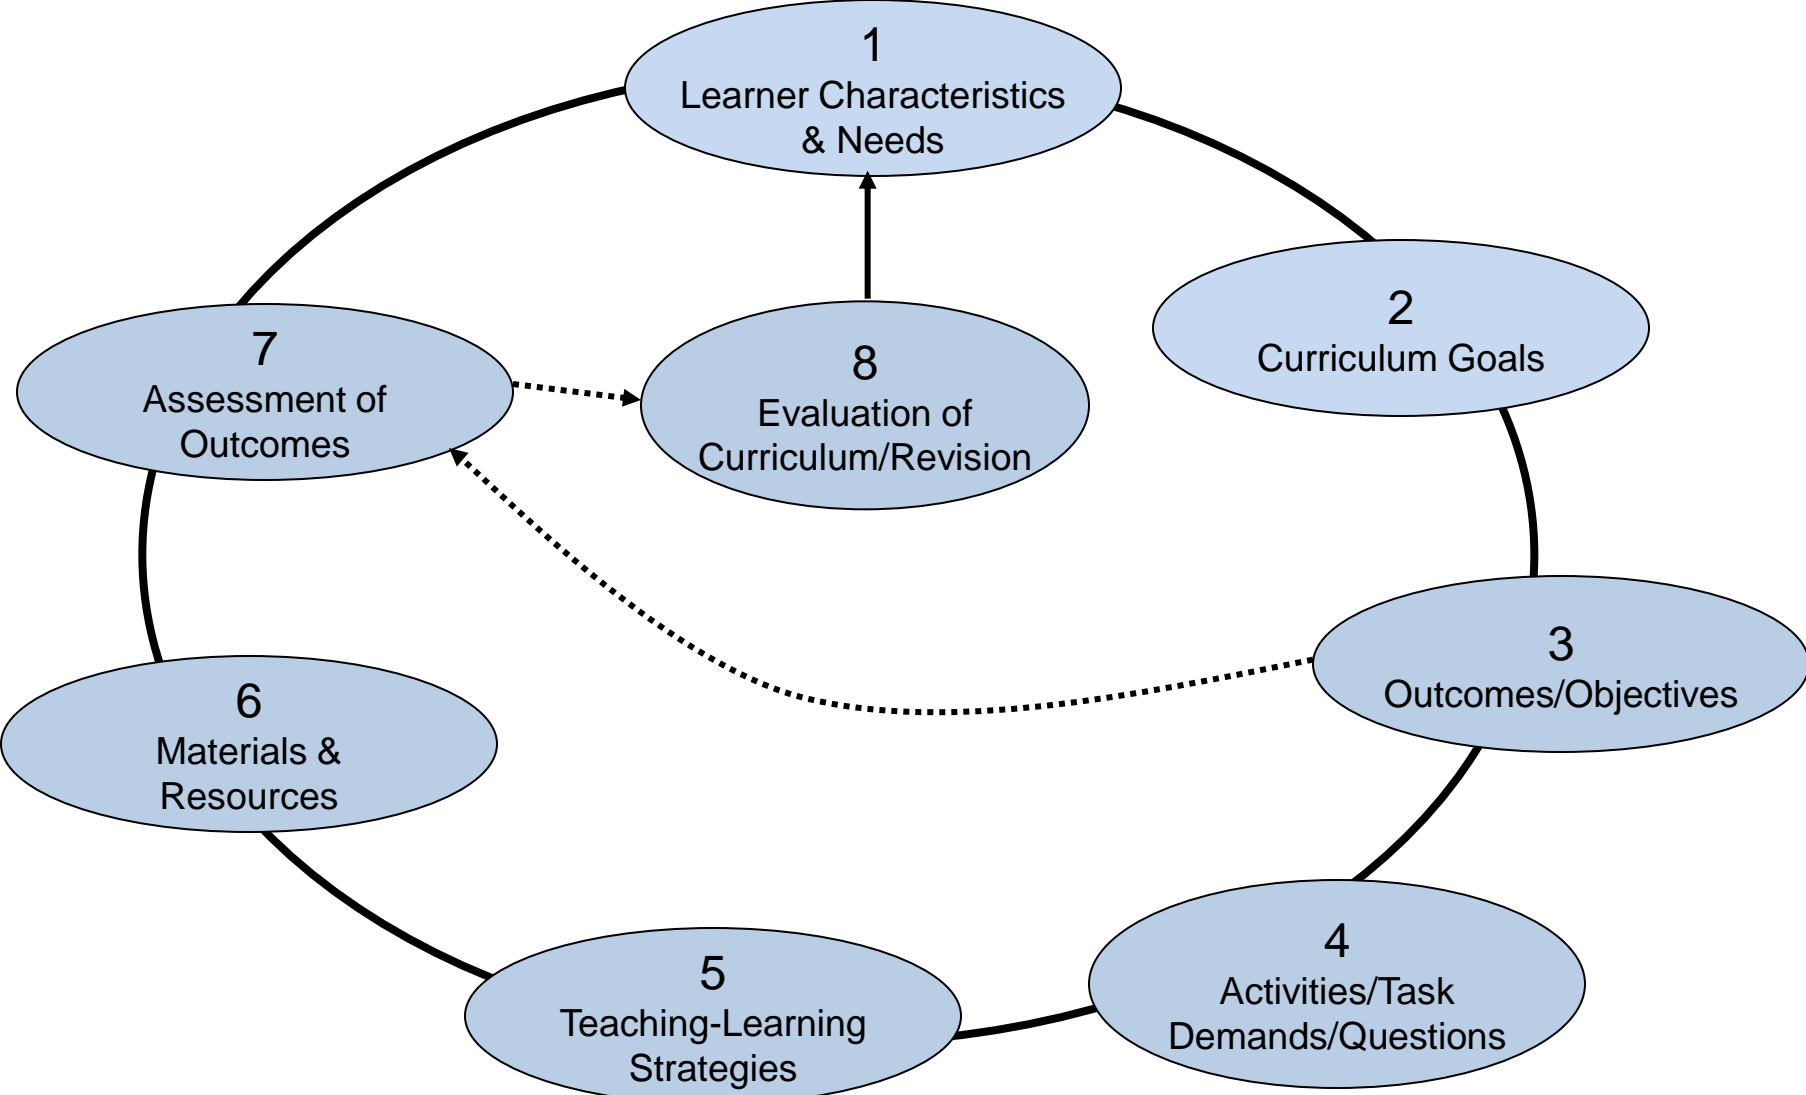 1
Learner Characteristics
& Needs
2
Curriculum Goals
3
Outcomes/Objectives
4
Activities/Task
Demands/Questions
5
Teaching-Learning
Strategies
6
Materials &
Resources
7
Assessment of
Outcomes
8
Evaluation of
Curriculum/Revision